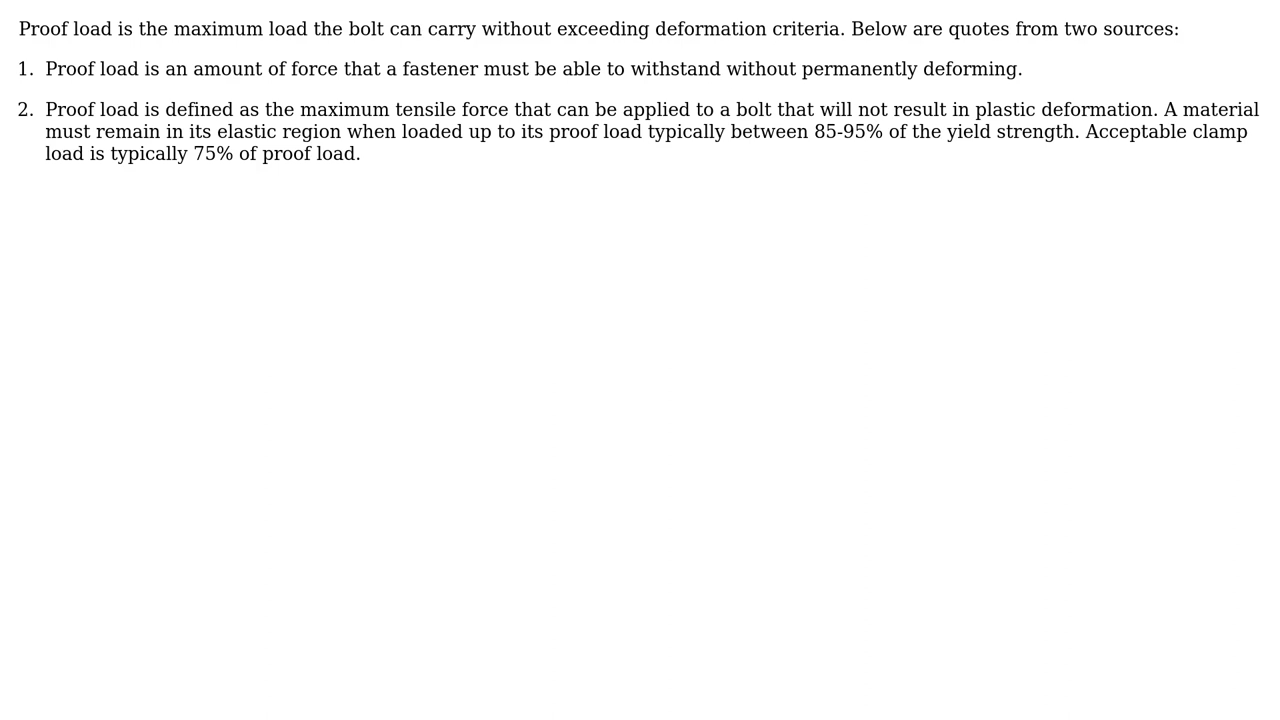 Proof load is the maximum load the bolt can carry without exceeding deformation criteria. Below are quotes from two sources:
1. Proof load is an amount of force that a fastener must be able to withstand without permanently deforming.
2. Proof load is defined as the maximum tensile force that can be applied to a bolt that will not result in plastic deformation. A material
must remain in its elastic region when loaded up to its proof load typically between 85-95% of the yield strength. Acceptable clamp
load is typically 75% of proof load.